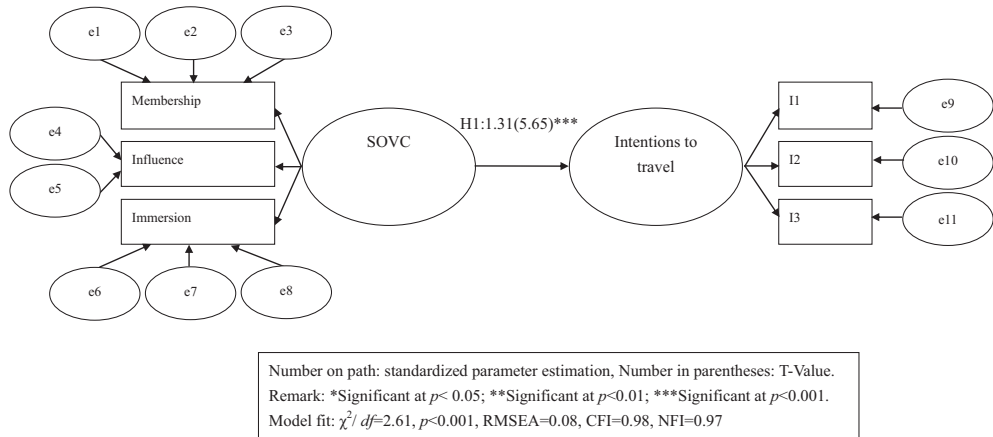 e1
e2
e3
Membership
I1
e9
e4
H1:1.31(5.65)***
SOVC
Intentions to
travel
Influence
I2
e10
e5
Immersion
I3
e11
e6
e7
e8
Number on path: standardized parameter estimation, Number in parentheses: T-Value.
Remark: *Significant at p< 0.05; **Significant at p<0.01; ***Significant at p<0.001.
Model fit: χ²/ df=2.61, p<0.001, RMSEA=0.08, CFI=0.98, NFI=0.97